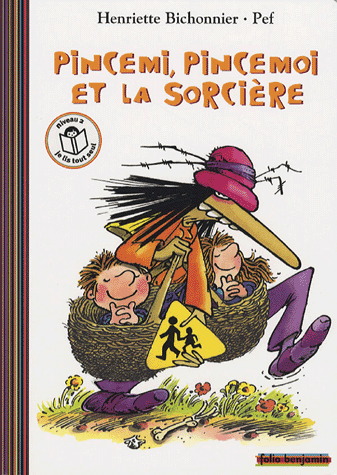 Henriette Bichonnier · Pef
PINCEMI, PINCEMOI
ET LA SORCIÈRE
niveau 2
je lis tout seul
folio benjamin